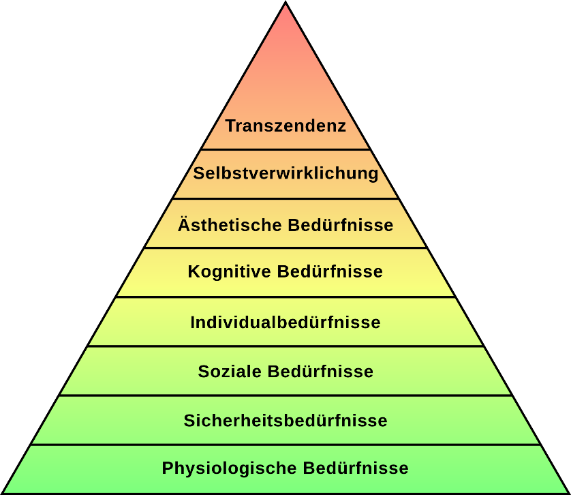 Transzendenz
Selbstverwirklichung
Ästhetische Bedürfnisse
Kognitive Bedürfnisse
Individualbedürfnisse
Soziale Bedürfnisse
Sicherheitsbedürfnisse
Physiologische Bedürfnisse